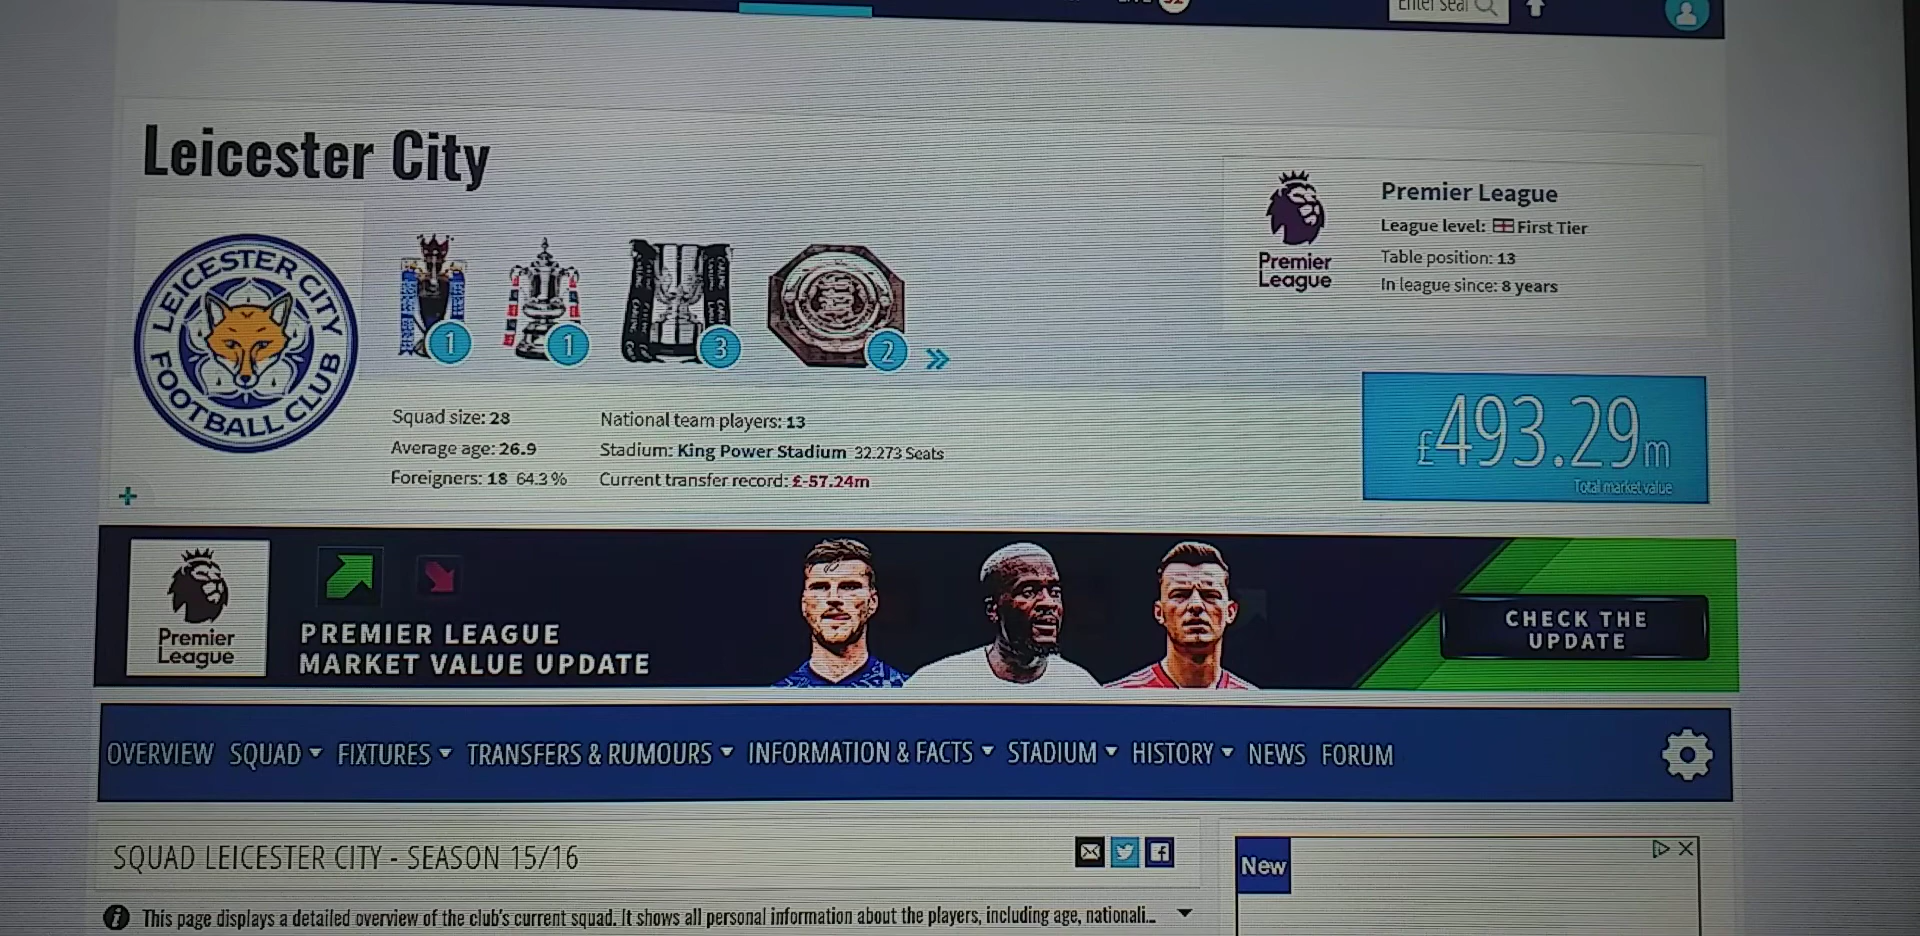 Leicester City
LEICESTER CITY
FOOTBALL CLUB
1
1
3
2
Squad size: 28
Average age: 26.9
Foreigners: 18 64.3 %
National team players: 13
Stadium: King Power Stadium 32.273 Seats
Current transfer record: £-57.24m
Premier
League
Premier League
League level: First Tier
Table position: 13
In league since: 8 years
£493.29m
Total market value
Premier
League
PREMIER LEAGUE
MARKET VALUE UPDATE
CHECK THE
UPDATE
OVERVIEW SQUAD FIXTURES TRANSFERS & RUMOURS INFORMATION & FACTS STADIUM HISTORY NEWS FORUM
SQUAD LEICESTER CITY - SEASON 15/16
New
This page displays a detailed overview of the club's current squad. It shows all personal information about the players, including age, nationali...